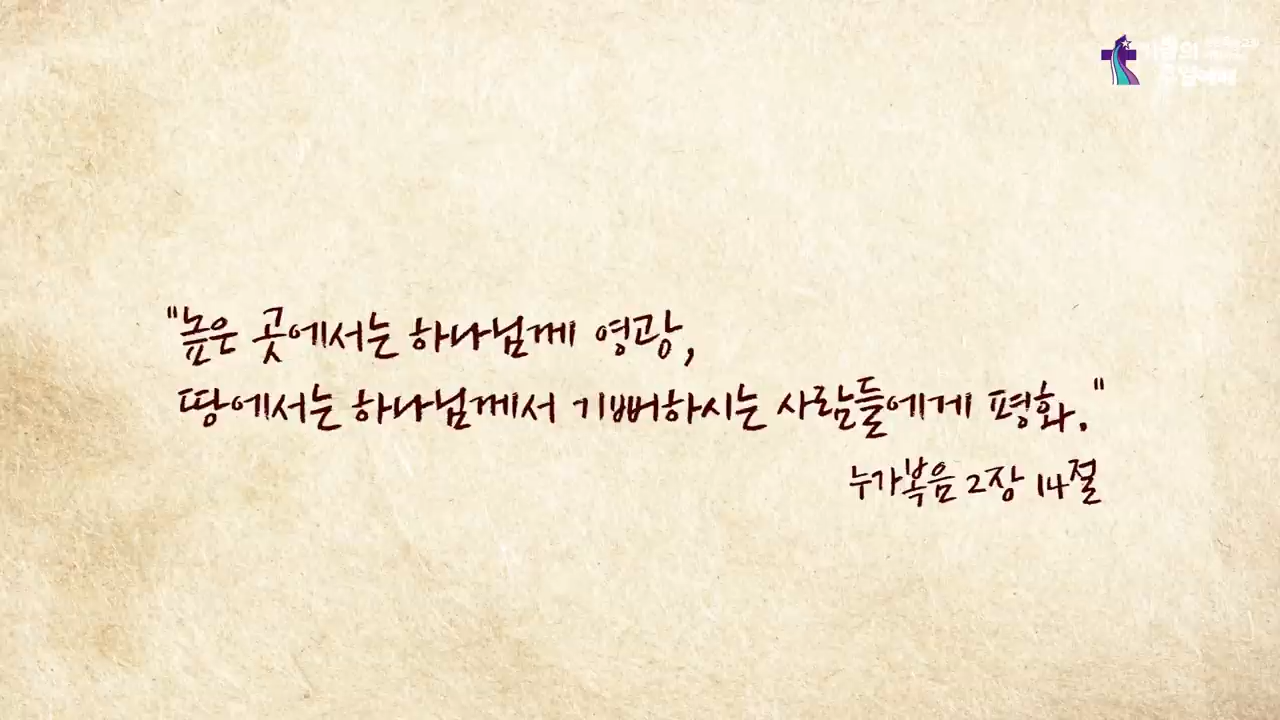 "높은 곳에서는 하나님께 영광,
땅에서는 하나님께서 기뻐하시는 사람들에게 평화."
누가복음 2장 14절